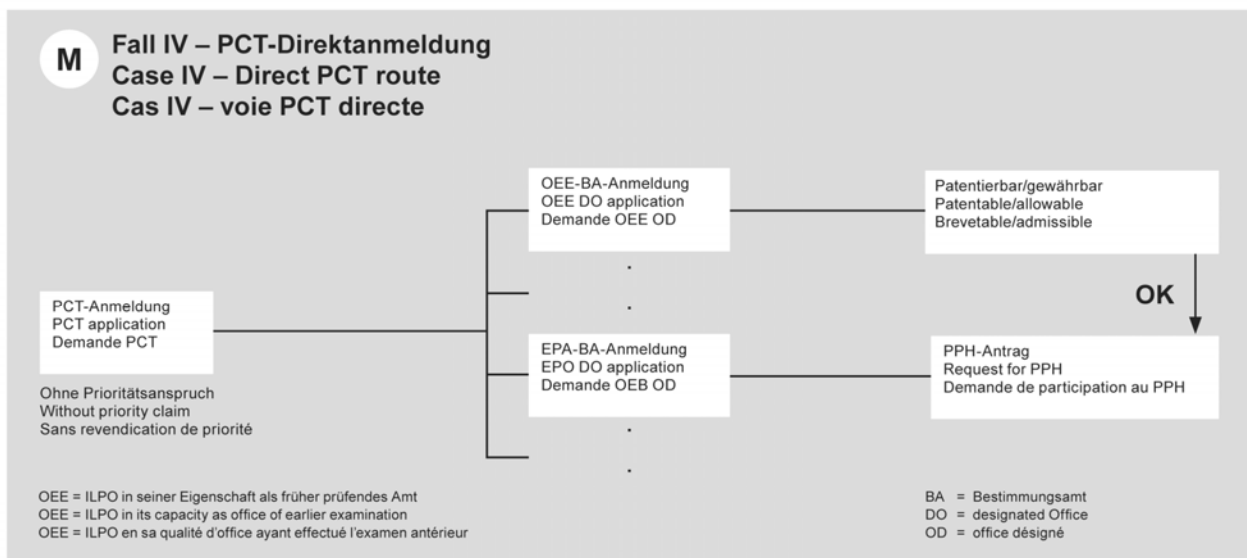 M
Fall IV – PCT-Direktanmeldung
Case IV – Direct PCT route
Cas IV – voie PCT directe
OEE-BA-Anmeldung
OEE DO application
Demande OEE OD
Patentierbar/gewährbar
Patentable/allowable
Brevetable/admissible
OK
PCT-Anmeldung
PCT application
Demande PCT
Ohne Prioritätsanspruch
Without priority claim
Sans revendication de priorité
EPA-BA-Anmeldung
EPO DO application
Demande OEB OD
PPH-Antrag
Request for PPH
Demande de participation au PPH
OEE = ILPO in seiner Eigenschaft als früher prüfendes Amt
OEE = ILPO in its capacity as office of earlier examination
OEE = ILPO en sa qualité d'office ayant effectué l'examen antérieur
BA = Bestimmungsamt
DO = designated Office
OD = office désigné